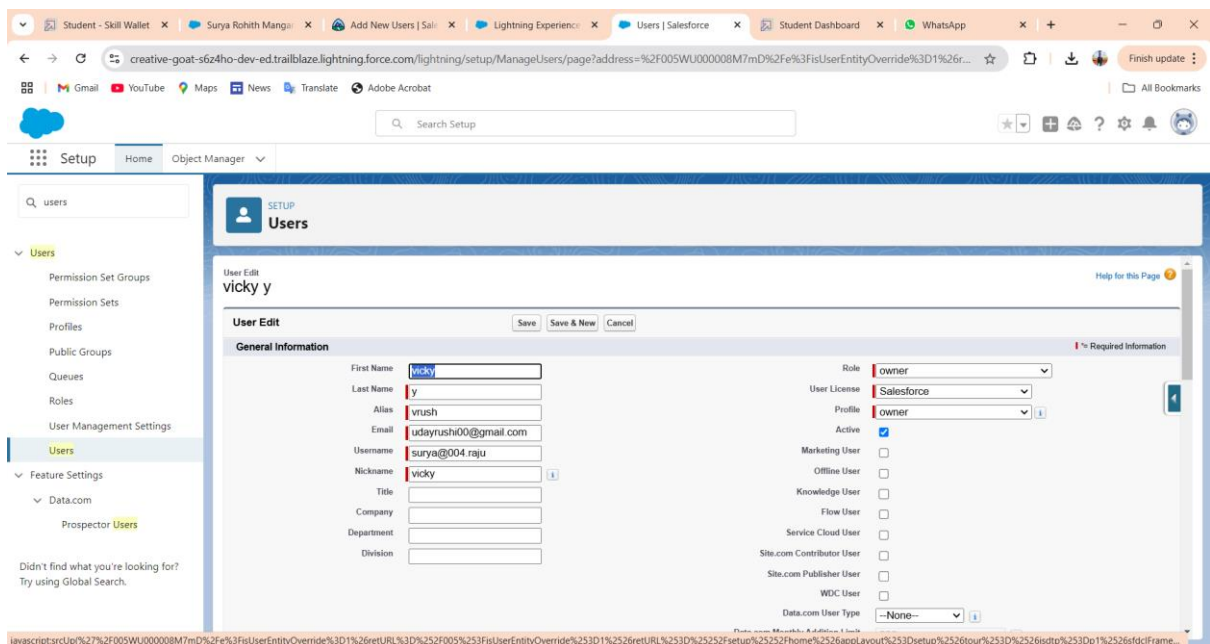 Student - Skill Wallet
Surya Rohith Mangar
Add New Users | Sale
Lightning Experience
Users | Salesforce
Student Dashboard
WhatsApp
creative-goat-s6z4ho-dev-ed.trailblaze.lightning.force.com/lightning/setup/ManageUsers/page?address=%2F005WU000008M7mD%2Fe%3FisUserEntityOverride%3D1%26r...
Finish update
Gmail
YouTube
Maps
News
Translate
Adobe Acrobat
All Bookmarks
Search Setup
Setup
Home
Object Manager
users
SETUP
Users
Users
Permission Set Groups
Permission Sets
Profiles
Public Groups
Queues
Roles
User Management Settings
Users
Feature Settings
Data.com
Prospector Users
Didn't find what you're looking for?
Try using Global Search.
User Edit
vicky y
Help for this Page
User Edit
Save
Save & New
Cancel
General Information
= Required Information
First Name vicky
Last Name y
Alias vrush
Email udayrushi00@gmail.com
Username surya@004.raju
Nickname vicky
Title
Company
Department
Division
Role owner
User License Salesforce
Profile owner
Active
Marketing User
Offline User
Knowledge User
Flow User
Service Cloud User
Site.com Contributor User
Site.com Publisher User
WDC User
Data.com User Type --None--